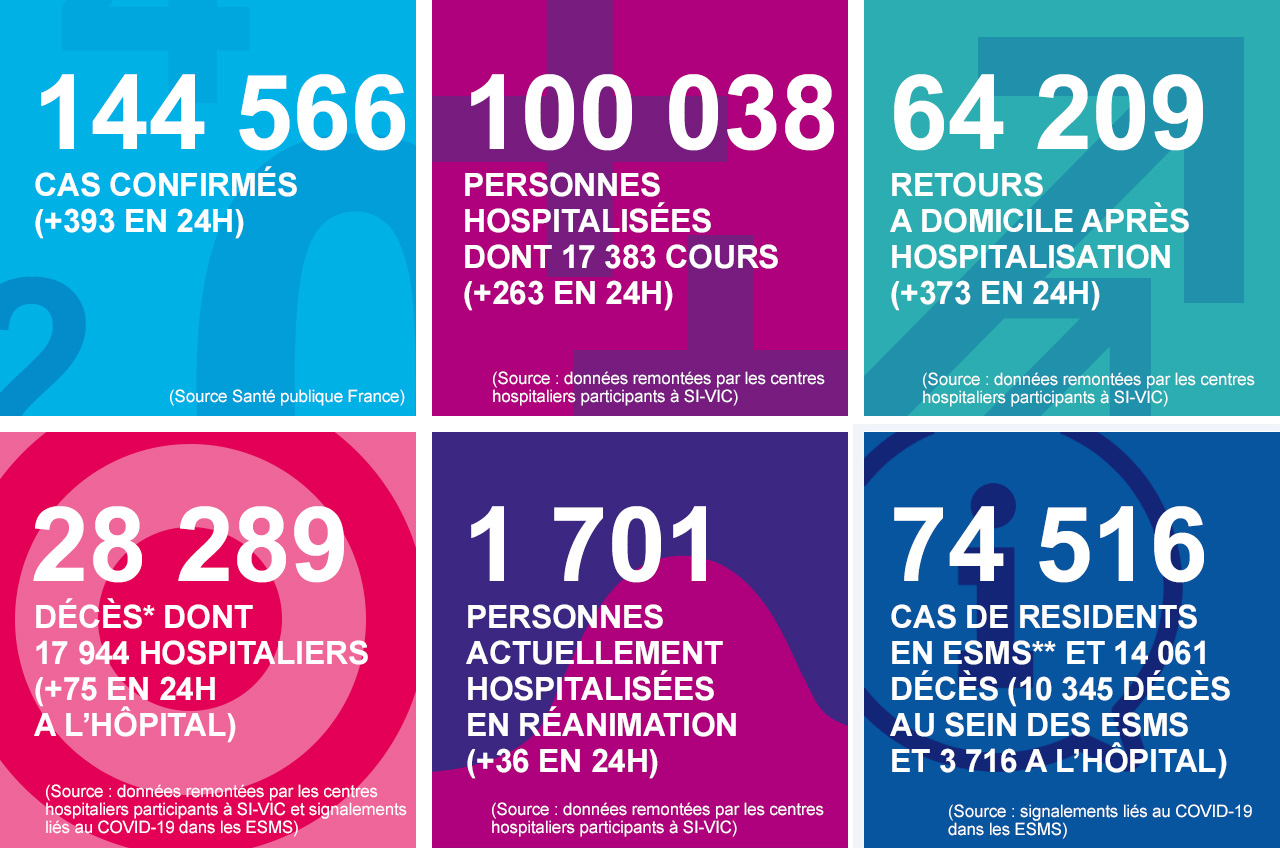 144 566
CAS CONFIRMÉS
(+393 EN 24H)
(Source Santé publique France)
100 038
PERSONNES
HOSPITALISÉES
DONT 17 383 COURS
(+263 EN 24H)
(Source : données remontées par les centres
hospitaliers participants à SI-VIC)
64 209
RETOURS
A DOMICILE APRÈS
HOSPITALISATION
(+373 EN 24H)
(Source : données remontées par les centres
hospitaliers participants à SI-VIC)
28 289
DÉCÈS* DONT
17 944 HOSPITALIERS
(+75 EN 24H
A L’HÔPITAL)
(Source : données remontées par les centres
hospitaliers participants à SI-VIC et signalements
liés au COVID-19 dans les ESMS)
1 701
PERSONNES
ACTUELLEMENT
HOSPITALISÉES
EN RÉANIMATION
(+36 EN 24H)
(Source : données remontées par les centres
hospitaliers participants à SI-VIC)
74 516
CAS DE RESIDENTS
EN ESMS** ET 14 061
DÉCÈS (10 345 DÉCÈS
AU SEIN DES ESMS
ET 3 716 A L’HÔPITAL)
(Source : signalements liés au COVID-19
dans les ESMS)